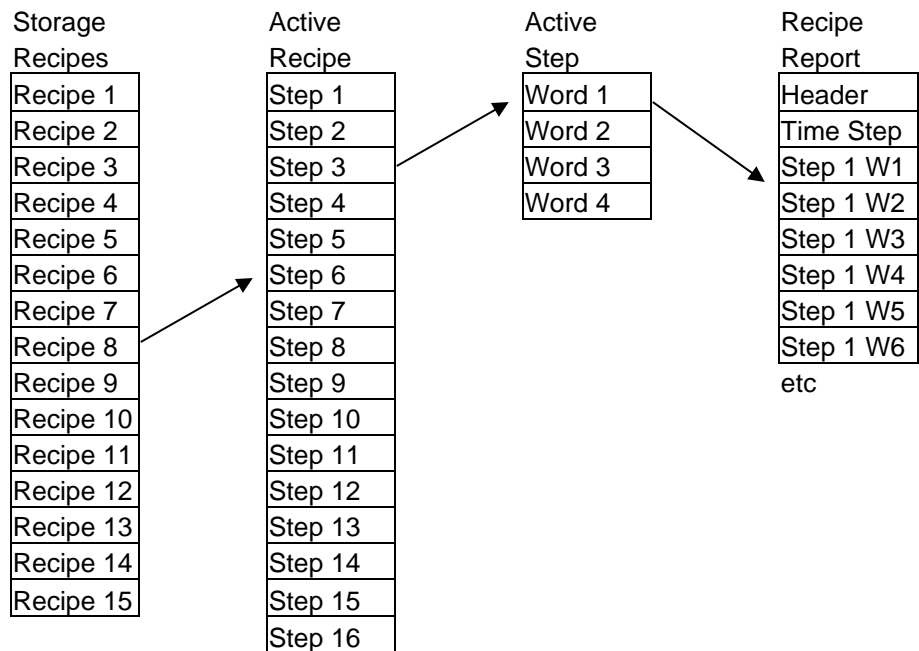 Storage Active Active Recipe
Recipes Recipe Step Report
Recipe 1 Step 1 Word 1 Header
Recipe 2 Step 2 Word 2 Time Step
Recipe 3 Step 3 Word 3 Step 1 W1
Recipe 4 Step 4 Word 4 Step 1 W2
Recipe 5 Step 5 Step 1 W3
Recipe 6 Step 6 Step 1 W4
Recipe 7 Step 7 Step 1 W5
Recipe 8 Step 8 Step 1 W6
Recipe 9 Step 9 etc
Recipe 10 Step 10
Recipe 11 Step 11
Recipe 12 Step 12
Recipe 13 Step 13
Recipe 14 Step 14
Recipe 15 Step 15
Step 16